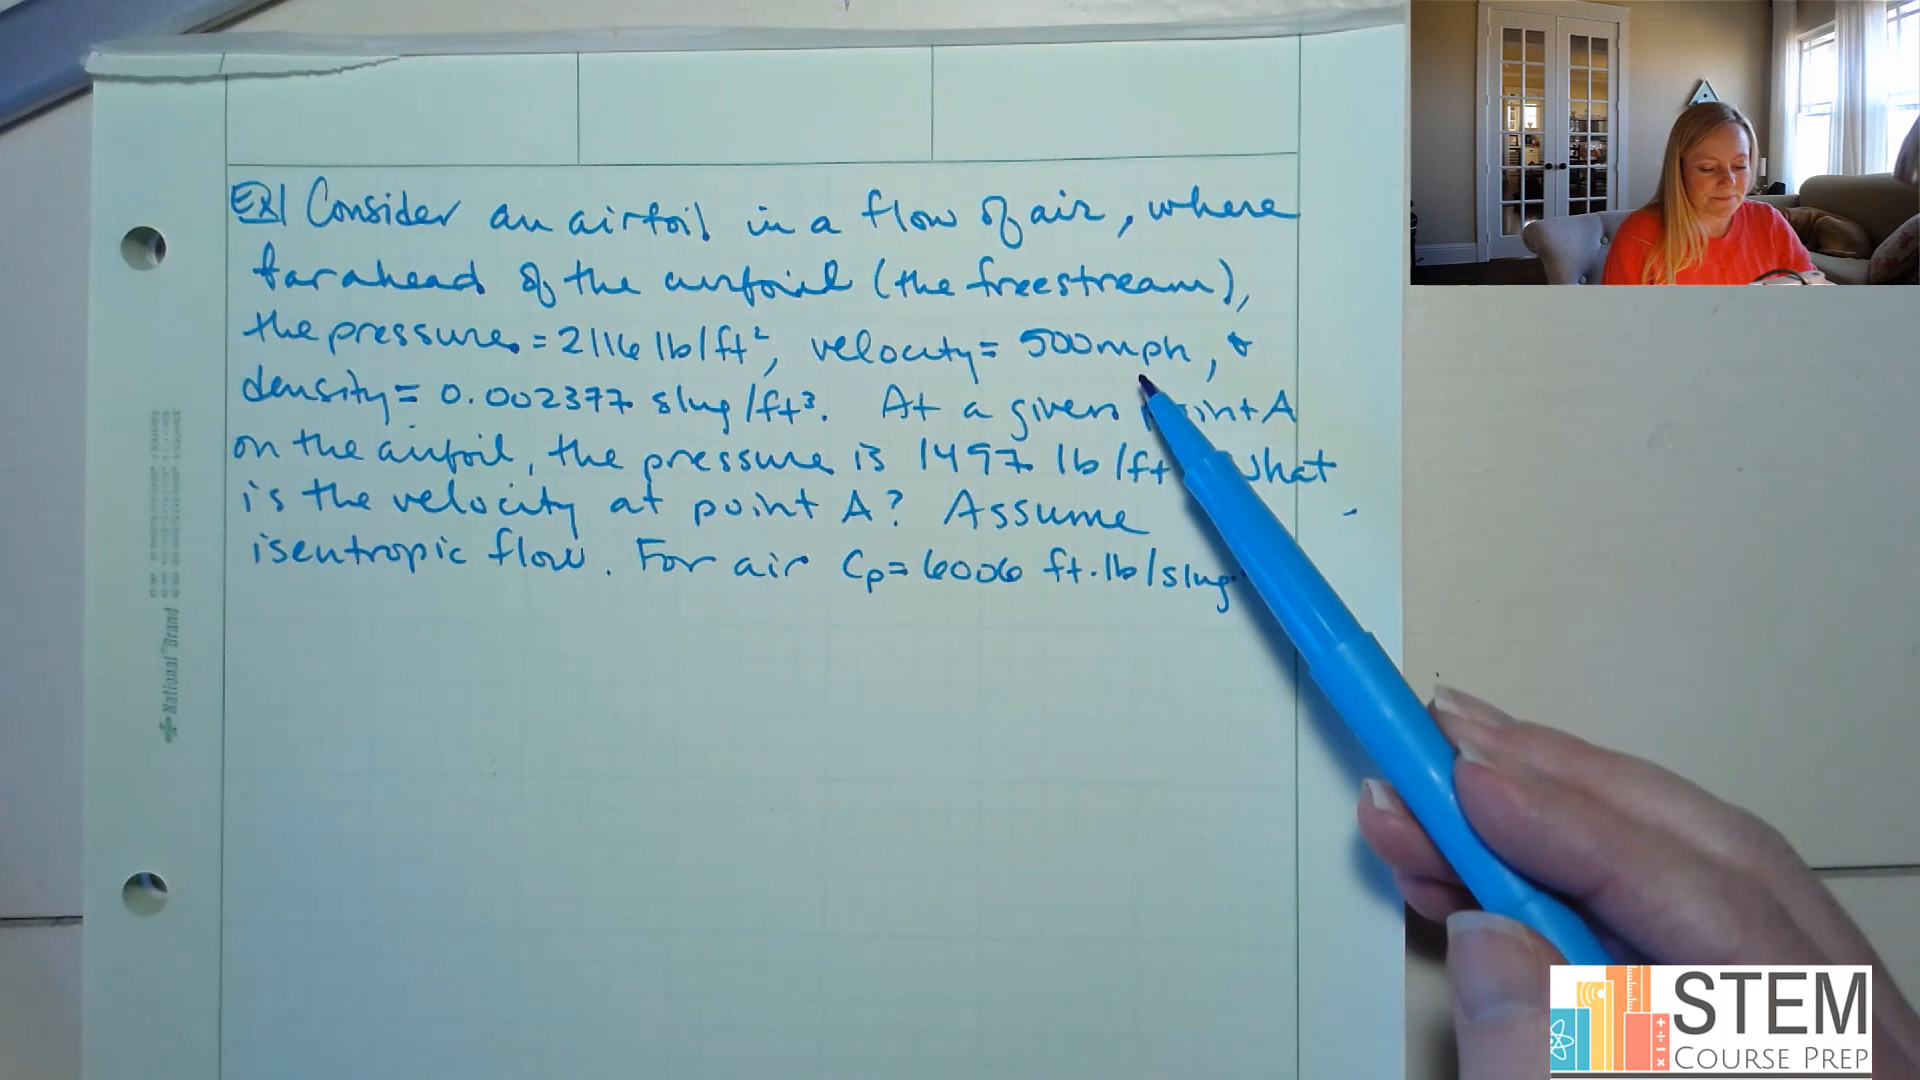 EX1 Consider an airfoil in a flow of air, where
far ahead of the airfoil (the freestream),
the pressure = 2116 lb/ft², velocity = 500mph, &
density = 0.002377 slug/ft³. At a given point A
on the airfoil, the pressure is 1497 lb/ft what
is the velocity at point A? Assume
isentropic flow. For air Cp = 6006 ft.lb/slug.
National Brand
STEM
COURSE PREP